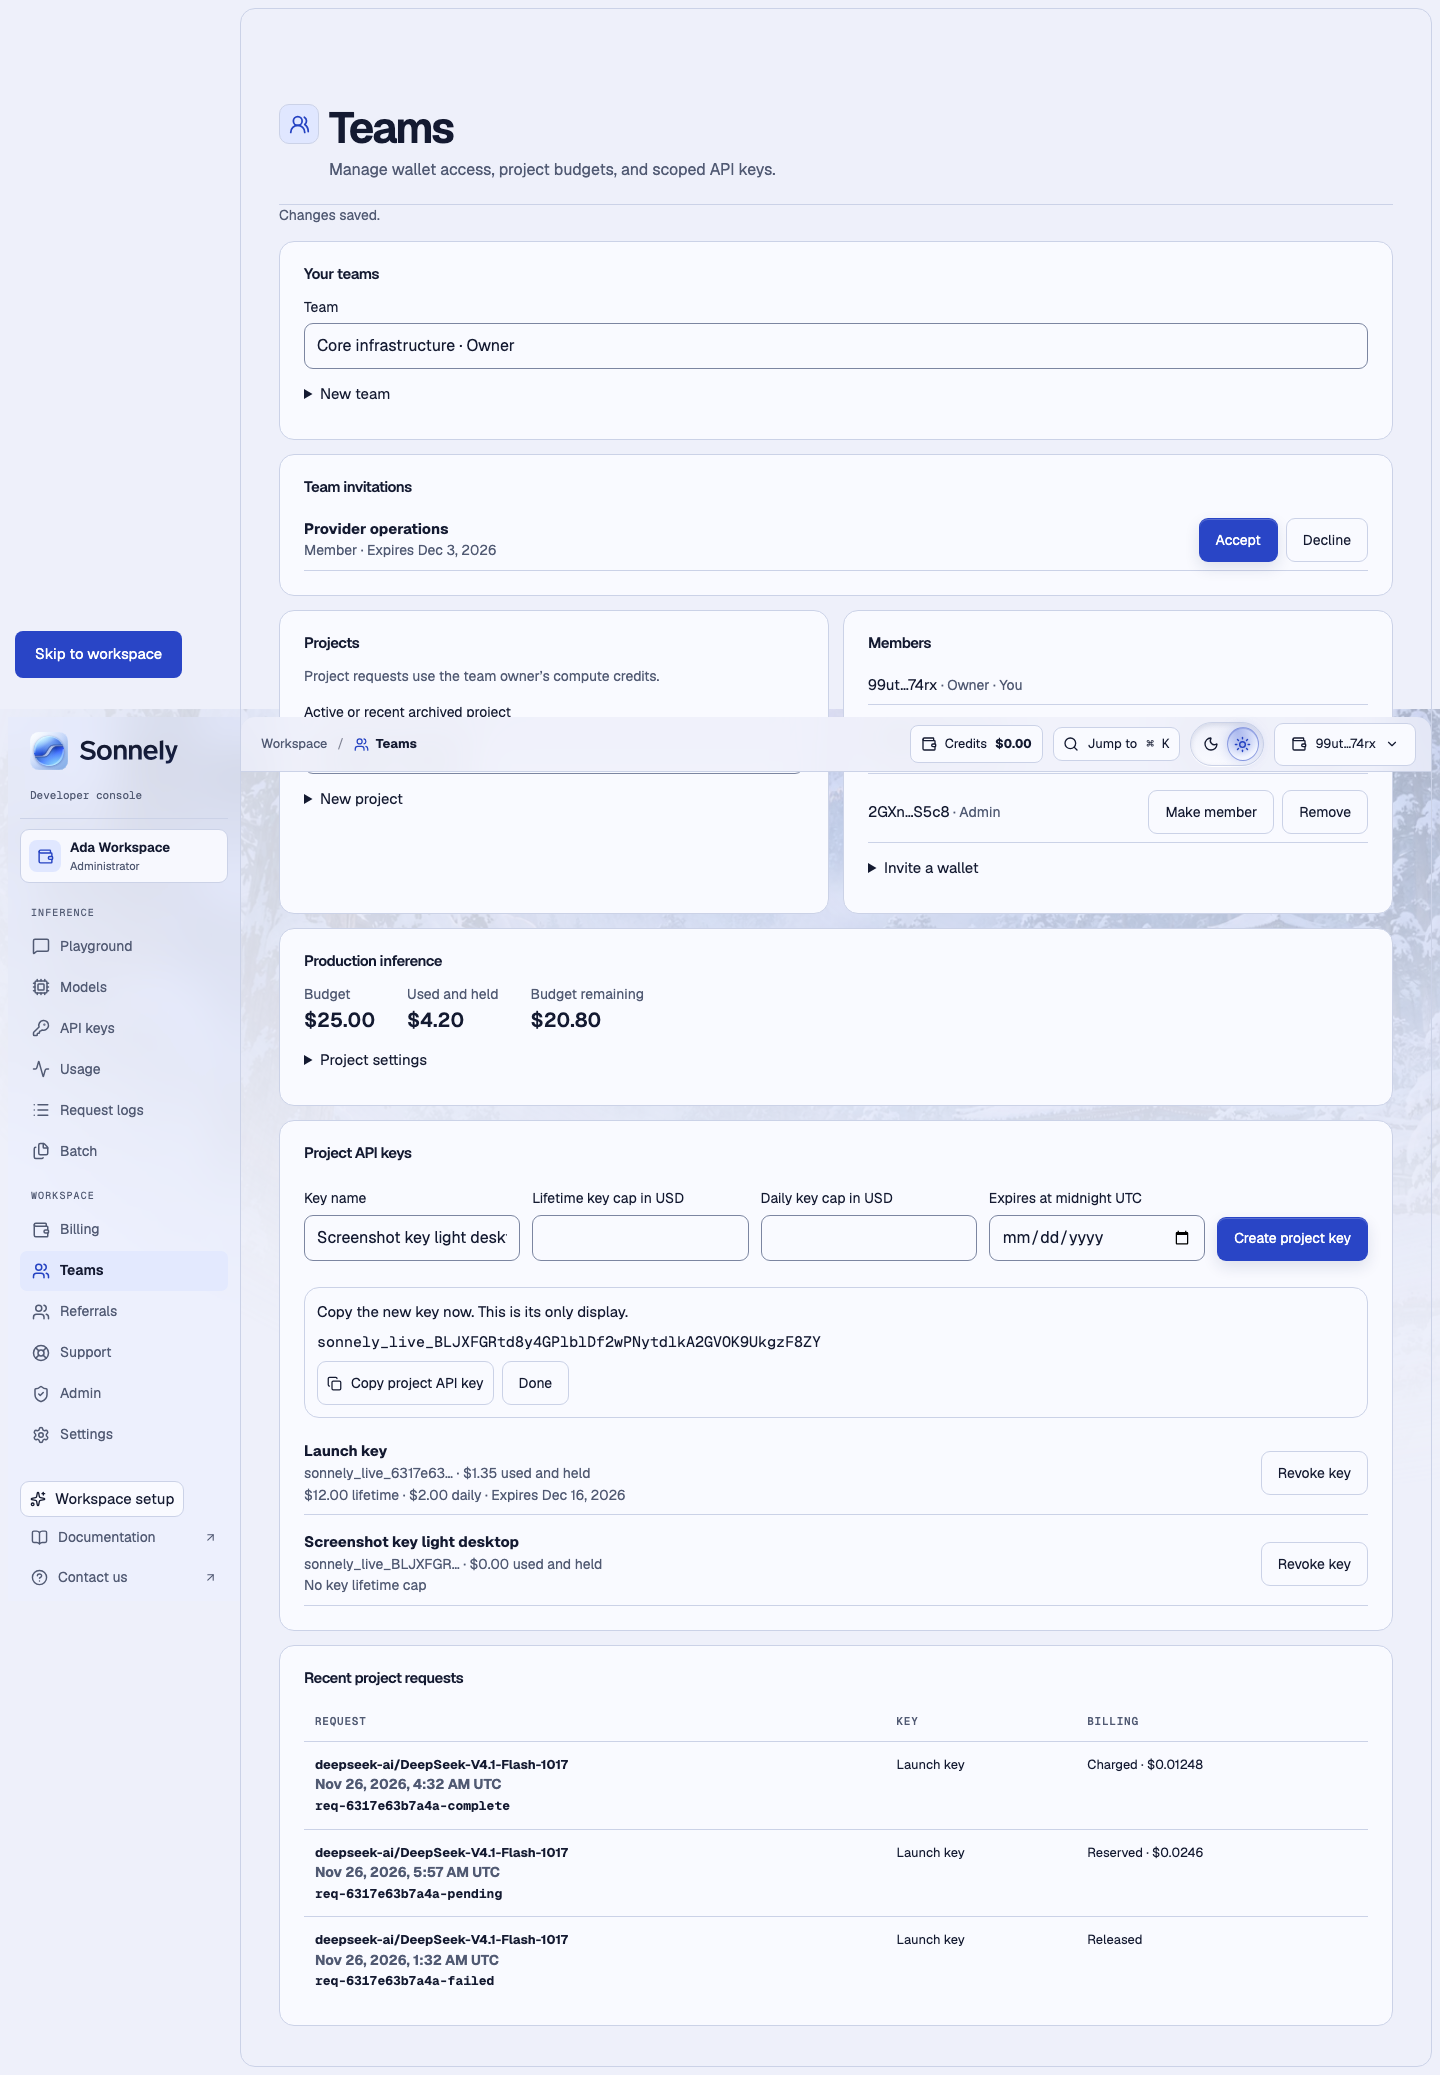 Teams
Manage wallet access, project budgets, and scoped API keys.
Changes saved.
Your teams
Team
Core infrastructure · Owner
New team
Team invitations
Provider operations
Member · Expires Dec 3, 2026
Accept
Decline
Skip to workspace
Projects
Project requests use the team owner’s compute credits.
Active or recent archived project
Members
99ut…74rx · Owner · You
Sonnely
Developer console
Workspace / Teams
Credits $0.00
Jump to ⌘ K
99ut…74rx
New project
2GXn…S5c8 · Admin
Make member
Remove
Invite a wallet
Ada Workspace
Administrator
INFERENCE
Playground
Models
API keys
Usage
Request logs
Batch
WORKSPACE
Billing
Teams
Referrals
Support
Admin
Settings
Workspace setup
Documentation
Contact us
Production inference
Budget
$25.00
Used and held
$4.20
Budget remaining
$20.80
Project settings
Project API keys
Key name
Screenshot key light desk
Lifetime key cap in USD
Daily key cap in USD
Expires at midnight UTC
mm/dd/yyyy
Create project key
Copy the new key now. This is its only display.
sonnely_live_BLJXFGRtd8y4GPlblDf2wPNytdlkA2GVOK9UkgzF8ZY
Copy project API key
Done
Launch key
sonnely_live_6317e63… · $1.35 used and held
$12.00 lifetime · $2.00 daily · Expires Dec 16, 2026
Revoke key
Screenshot key light desktop
sonnely_live_BLJXFGR… · $0.00 used and held
No key lifetime cap
Revoke key
Recent project requests
REQUEST KEY BILLING
deepseek-ai/DeepSeek-V4.1-Flash-1017 Launch key Charged · $0.01248
Nov 26, 2026, 4:32 AM UTC
req-6317e63b7a4a-complete
deepseek-ai/DeepSeek-V4.1-Flash-1017 Launch key Reserved · $0.0246
Nov 26, 2026, 5:57 AM UTC
req-6317e63b7a4a-pending
deepseek-ai/DeepSeek-V4.1-Flash-1017 Launch key Released
Nov 26, 2026, 1:32 AM UTC
req-6317e63b7a4a-failed